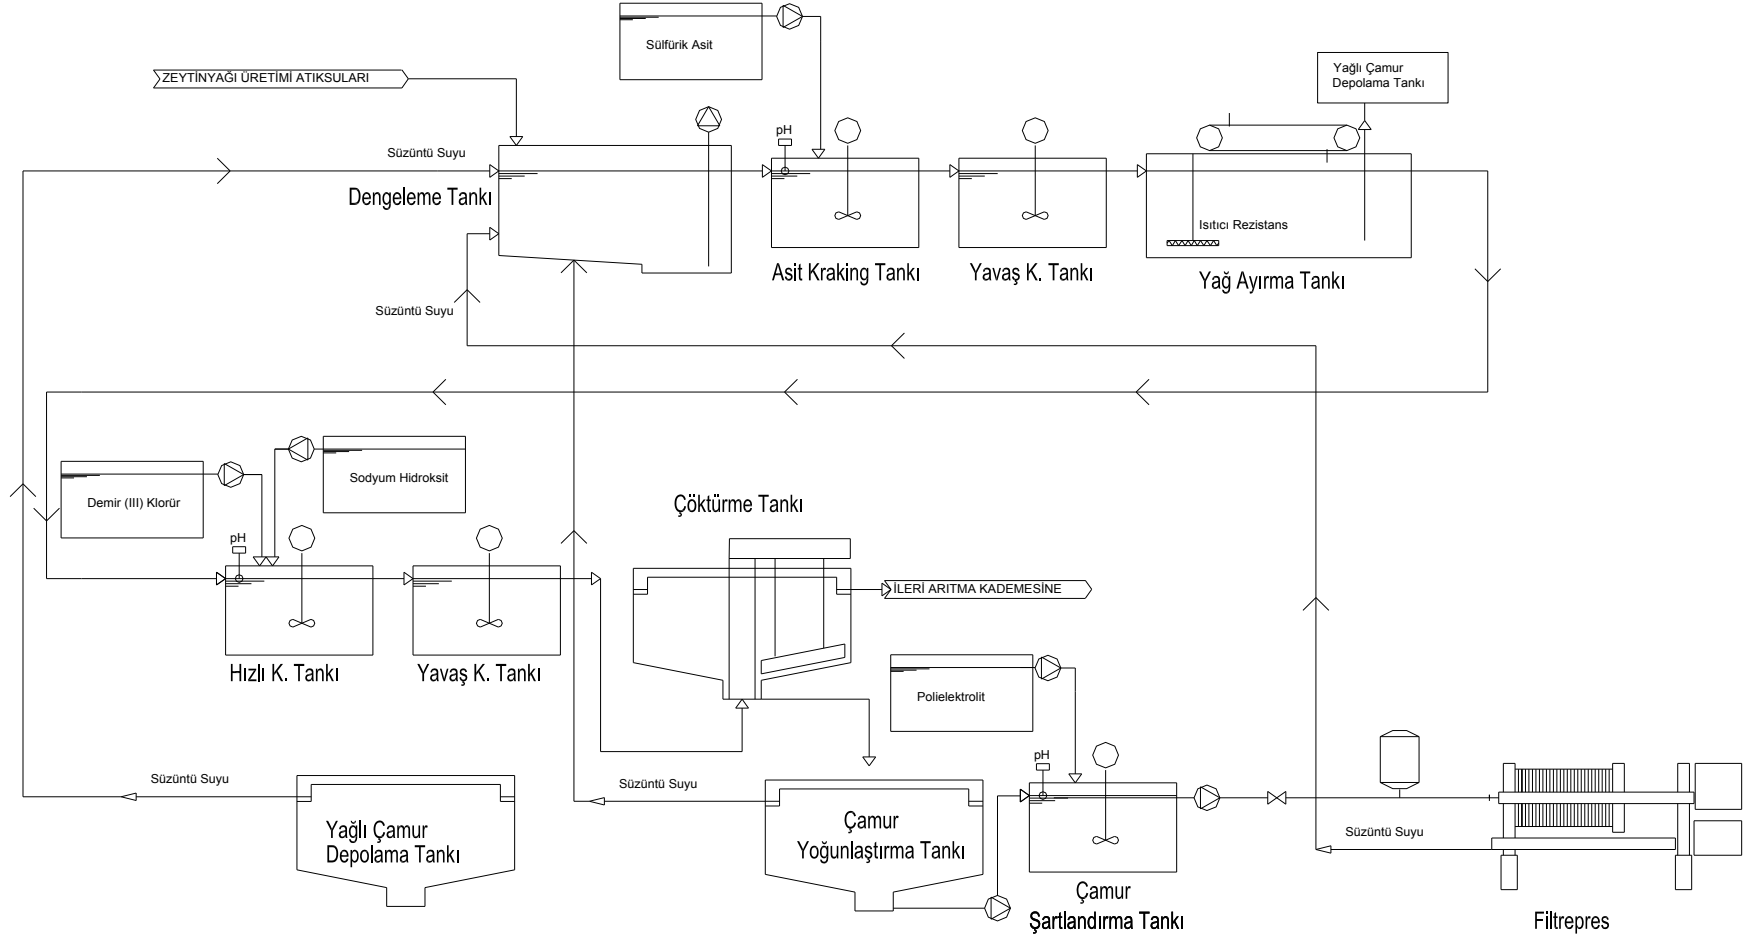 Sülfürik Asit
ZEYTİNYAĞI ÜRETİMİ ATIKSULARI
Yağlı Çamur
Depolama Tankı
pH
Süzüntü Suyu
Dengeleme Tankı
Isıtıcı Rezistans
Asit Kraking Tankı
Yavaş K. Tankı
Yağ Ayırma Tankı
Süzüntü Suyu
Sodyum Hidroksit
Demir (III) Klorür
Çöktürme Tankı
pH
İLERİ ARITMA KADEMESİNE
Hızlı K. Tankı
Yavaş K. Tankı
Polielektrolit
pH
Süzüntü Suyu
Süzüntü Suyu
Yağlı Çamur
Depolama Tankı
Çamur
Yoğunlaştırma Tankı
Süzüntü Suyu
Çamur
Şartlandırma Tankı
Filtrepres